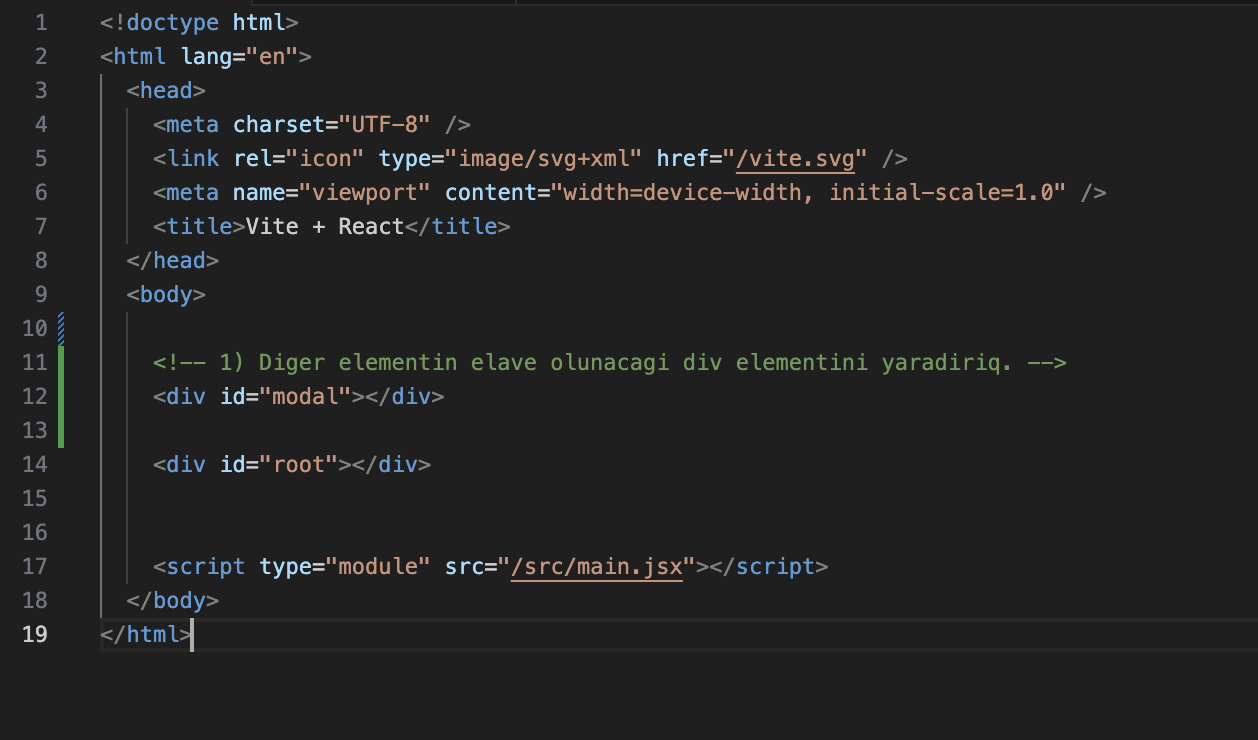 1 <!doctype html>
2 <html lang="en">
3 <head>
4 <meta charset="UTF-8" />
5 <link rel="icon" type="image/svg+xml" href="/vite.svg" />
6 <meta name="viewport" content="width=device-width, initial-scale=1.0" />
7 <title>Vite + React</title>
8 </head>
9 <body>
10
11 <!-- 1) Diger elementin elave olunacagi div elementini yaradiriq. -->
12 <div id="modal"></div>
13
14 <div id="root"></div>
15
16
17 <script type="module" src="/src/main.jsx"></script>
18 </body>
19 </html>